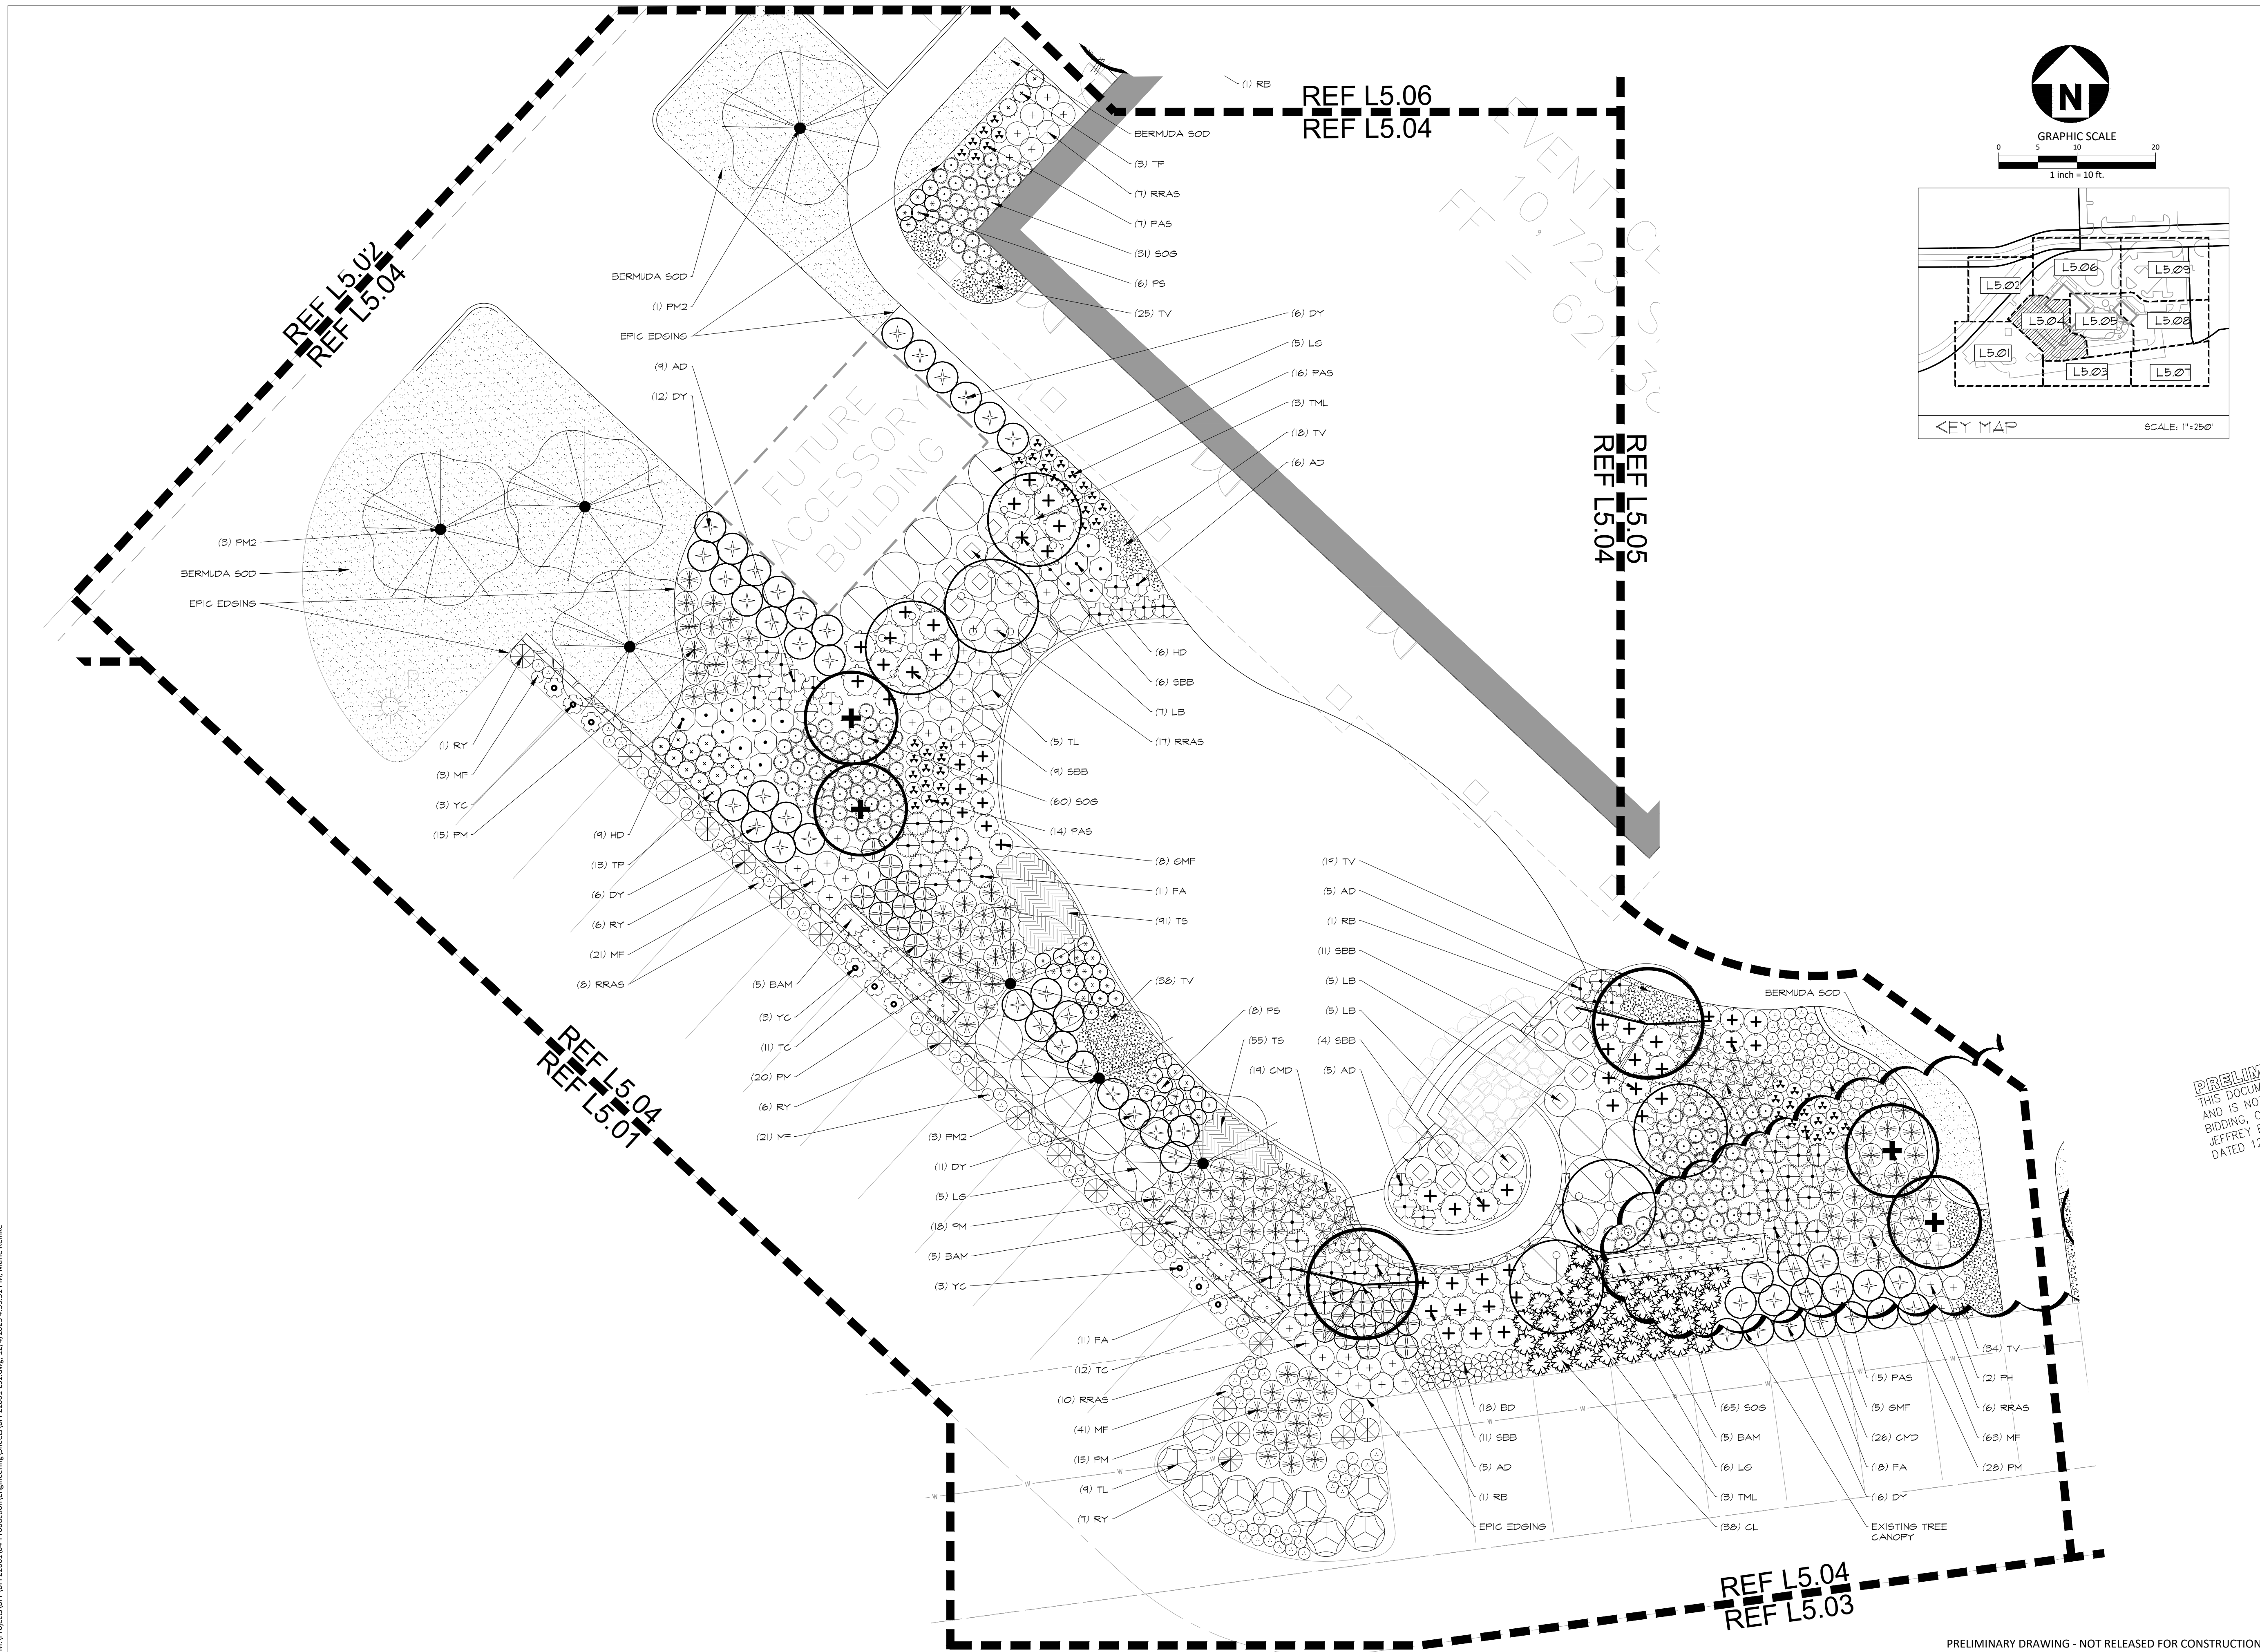 (1) RB
REF L5.06
REF L5.04
GRAPHIC SCALE
0 5 10 20
1 inch = 10 ft.
N
L5.02
L5.06
L5.09
L5.04
L5.05
L5.08
L5.01
L5.03
L5.07
KEY MAP
SCALE: 1"=250'
BERMUDA SOD
(3) TP
(7) RRAS
(7) PAS
(31) SOG
(6) PS
(25) TV
REF L5.02
REF L5.04
BERMUDA SOD
(1) PM2
EPIC EDGING
(9) AD
(12) DY
(6) DY
(5) LG
(16) PAS
(3) TML
(18) TV
(6) AD
FUTURE
ACCESSORY
BUILDING
REF L5.05
REF L5.04
(3) PM2
BERMUDA SOD
EPIC EDGING
LP
(1) RY
(3) MF
(3) YC
(15) PM
(6) HD
(6) SBB
(7) LB
(17) RRAS
(5) TL
(9) SBB
(60) SOG
(14) PAS
(9) HD
(13) TP
(6) DY
(6) RY
(21) MF
(8) RRAS
(8) GMF
(11) FA
(91) TS
(38) TV
(8) PS
(55) TS
(19) CMD
(19) TV
(5) AD
(1) RB
(11) SBB
(5) LB
(5) LB
(4) SBB
(5) AD
BERMUDA SOD
(5) BAM
(3) YC
(11) TC
(20) PM
(6) RY
(21) MF
REF L5.04
REF L5.01
(3) PM2
(11) DY
(5) LG
(18) PM
(5) BAM
(3) YC
(11) FA
(12) TC
(10) RRAS
(41) MF
(15) PM
(9) TL
(7) RY
(18) BD
(11) SBB
(5) AD
(1) RB
EPIC EDGING
(65) SOG
(5) BAM
(6) LG
(3) TML
(38) CL
(15) PAS
(5) GMF
(26) CMD
(18) FA
(16) DY
EXISTING TREE
CANOPY
(34) TV
(2) PH
(6) RRAS
(63) MF
(28) PM
REF L5.04
REF L5.03
THIS
AND IS
BIDDING,
JEFFREY
DATED
PRELIMINARY DRAWING - NOT RELEASED FOR CONSTRUCTION